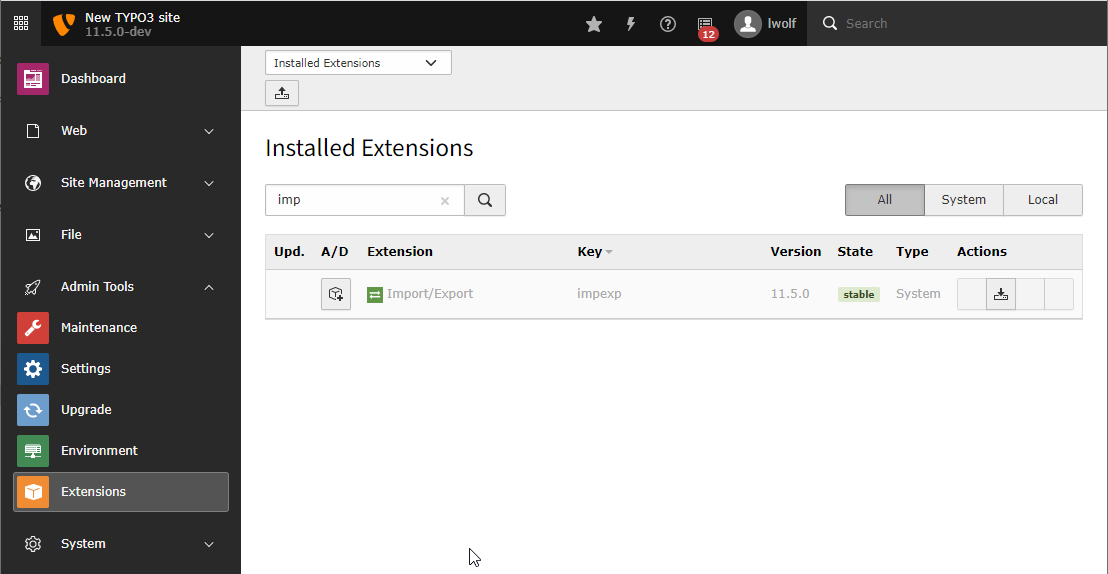 New TYPO3 site
11.5.0-dev
12
lwolf
Search
Dashboard
Web
Site Management
File
Admin Tools
Maintenance
Settings
Upgrade
Environment
Extensions
System
Installed Extensions
Installed Extensions
imp
All System Local
Upd. A/D Extension Key Version State Type Actions
Import/Export impexp 11.5.0 stable System